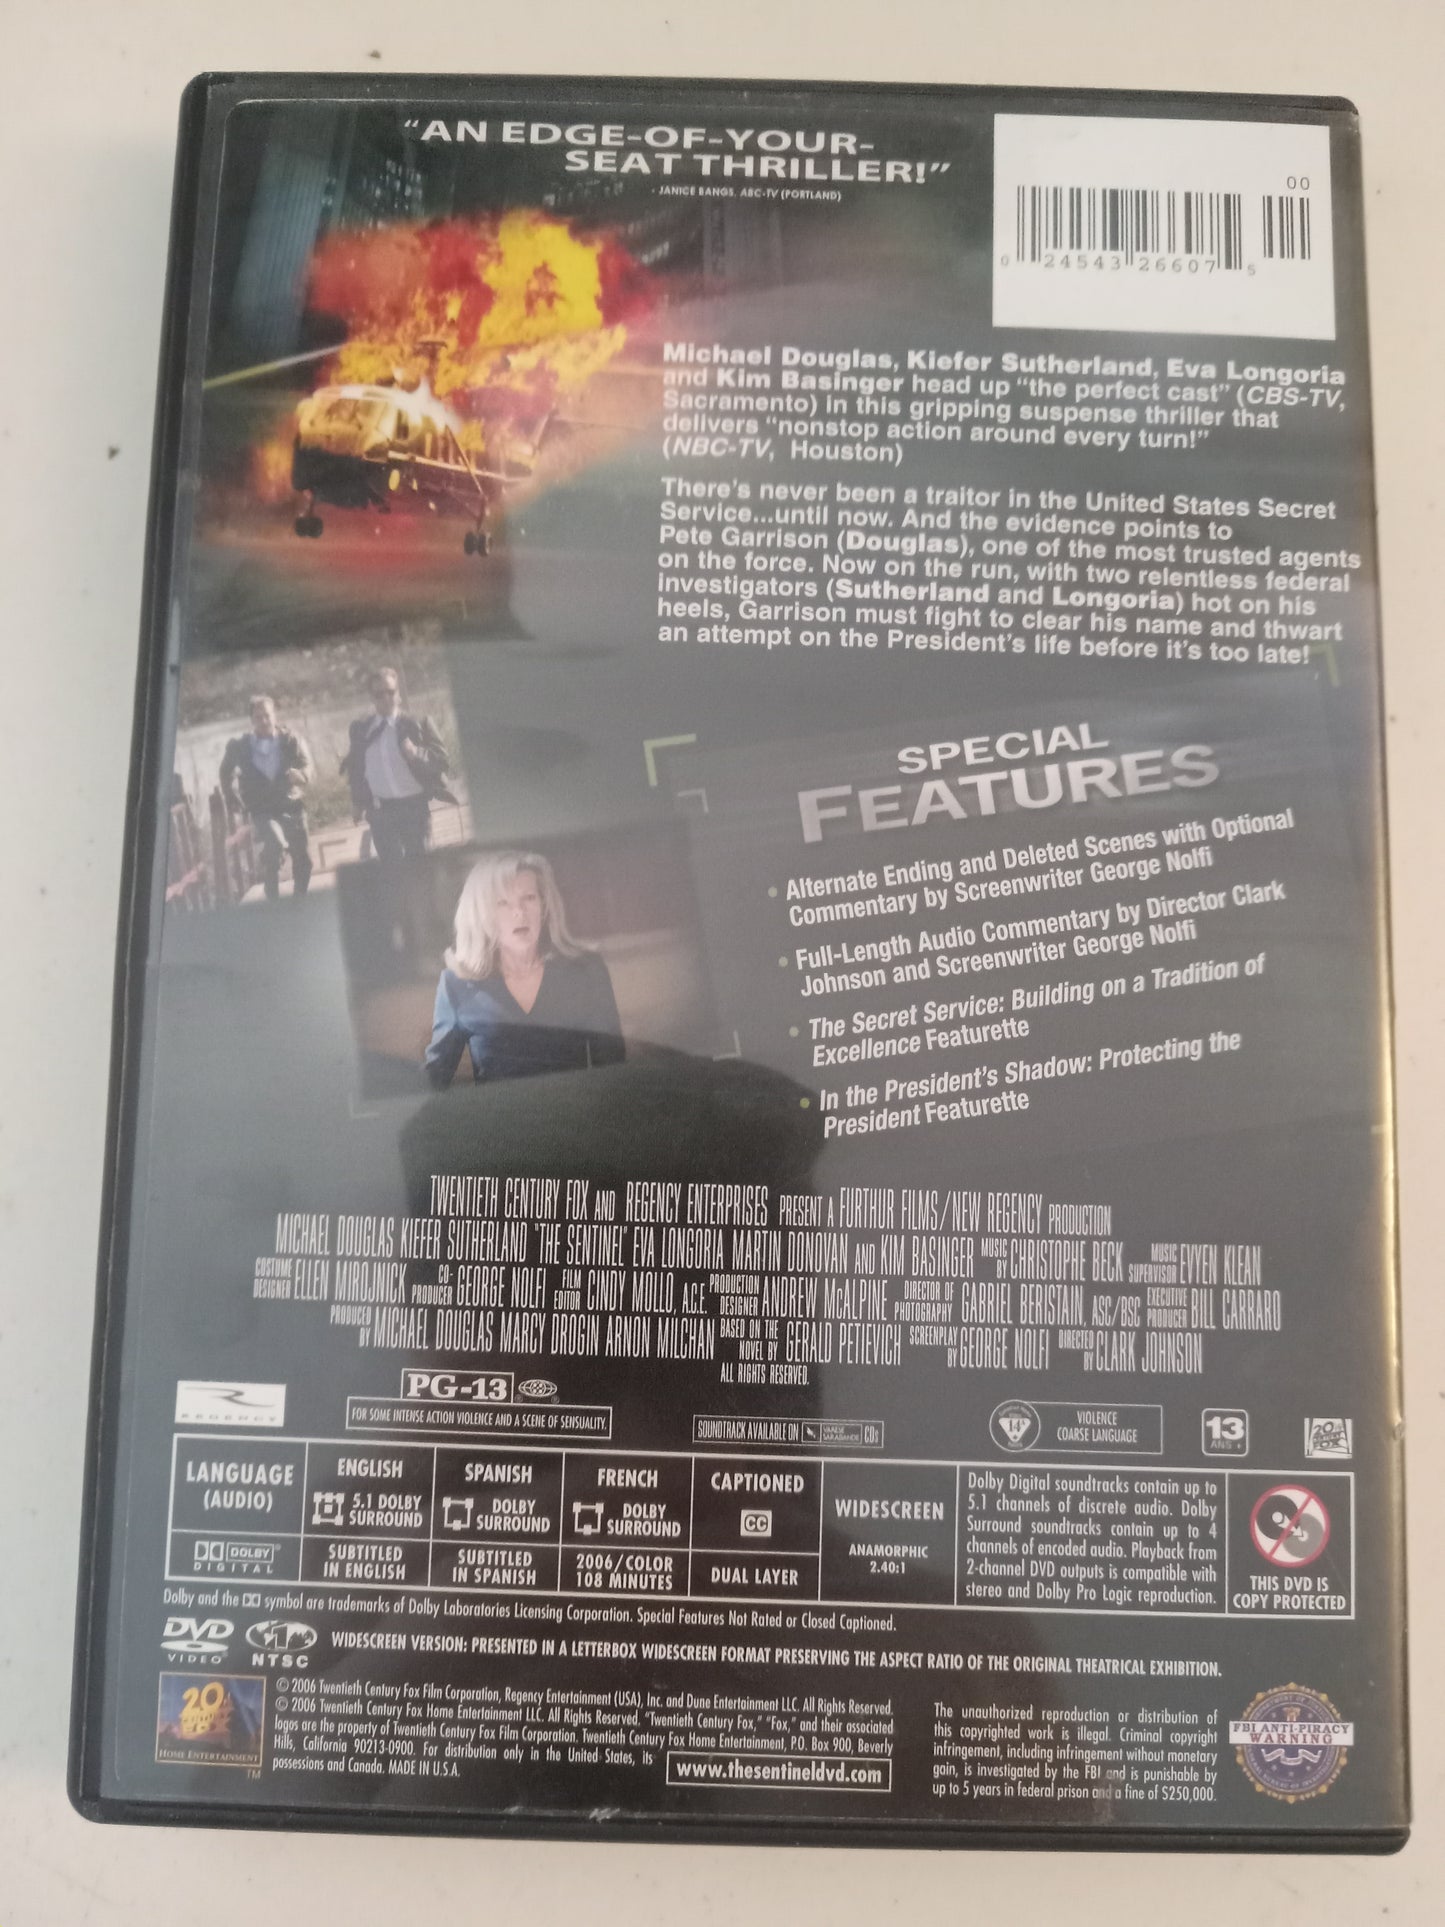 “AN EDGE-OF-YOUR-
SEAT THRILLER!”
- JANICE BANGS, ABC-TV (PORTLAND)
00
0 24543 26607 5
Michael Douglas, Kiefer Sutherland, Eva Longoria
and Kim Basinger head up “the perfect cast” (CBS-TV,
Sacramento) in this gripping suspense thriller that
delivers “nonstop action around every turn!”
(NBC-TV, Houston)
There’s never been a traitor in the United States Secret
Service...until now. And the evidence points to
Pete Garrison (Douglas), one of the most trusted agents
on the force. Now on the run, with two relentless federal
investigators (Sutherland and Longoria) hot on his
heels, Garrison must fight to clear his name and thwart
an attempt on the President’s life before it’s too late!
SPECIAL
FEATURES
• Alternate Ending and Deleted Scenes with Optional
Commentary by Screenwriter George Nolfi
• Full-Length Audio Commentary by Director Clark
Johnson and Screenwriter George Nolfi
• The Secret Service: Building on a Tradition of
Excellence Featurette
• In the President’s Shadow: Protecting the
President Featurette
TWENTIETH CENTURY FOX AND REGENCY ENTERPRISES PRESENT A FURTHUR FILMS/NEW REGENCY PRODUCTION
MICHAEL DOUGLAS KIEFER SUTHERLAND "THE SENTINEL" EVA LONGORIA MARTIN DONOVAN AND KIM BASINGER MUSIC BY CHRISTOPHE BECK MUSIC SUPERVISOR EVYEN KLEAN
COSTUME DESIGNER ELLEN MIROJNICK CO-PRODUCER GEORGE NOLFI FILM EDITOR CINDY MOLLO, A.C.E. PRODUCTION DESIGNER ANDREW McALPINE DIRECTOR OF PHOTOGRAPHY GABRIEL BERISTAIN, ASC/BSC EXECUTIVE PRODUCER BILL CARRARO
PRODUCED BY MICHAEL DOUGLAS MARCY DROGIN ARNON MILCHAN BASED ON THE NOVEL BY GERALD PETIEVICH SCREENPLAY BY GEORGE NOLFI DIRECTED BY CLARK JOHNSON
ALL RIGHTS RESERVED.
REGENCY
PG-13
FOR SOME INTENSE ACTION VIOLENCE AND A SCENE OF SENSUALITY.
SOUNDTRACK AVAILABLE ON VARESE SARABANDE CDs
14
VIOLENCE
COARSE LANGUAGE
13
ANS +
20th CENTURY FOX
LANGUAGE
(AUDIO)
DOLBY
DIGITAL
ENGLISH
5.1 DOLBY
SURROUND
SUBTITLED
IN ENGLISH
SPANISH
DOLBY
SURROUND
SUBTITLED
IN SPANISH
FRENCH
DOLBY
SURROUND
2006/COLOR
108 MINUTES
CAPTIONED
CC
DUAL LAYER
WIDESCREEN
ANAMORPHIC
2.40:1
Dolby Digital soundtracks contain up to
5.1 channels of discrete audio. Dolby
Surround soundtracks contain up to 4
channels of encoded audio. Playback from
2-channel DVD outputs is compatible with
stereo and Dolby Pro Logic reproduction.
THIS DVD IS
COPY PROTECTED
Dolby and the symbol are trademarks of Dolby Laboratories Licensing Corporation. Special Features Not Rated or Closed Captioned.
DVD
VIDEO
1
NTSC
WIDESCREEN VERSION: PRESENTED IN A LETTERBOX WIDESCREEN FORMAT PRESERVING THE ASPECT RATIO OF THE ORIGINAL THEATRICAL EXHIBITION.
20th CENTURY FOX
HOME ENTERTAINMENT
TM
© 2006 Twentieth Century Fox Film Corporation, Regency Entertainment (USA), Inc. and Dune Entertainment LLC. All Rights Reserved.
© 2006 Twentieth Century Fox Home Entertainment LLC. All Rights Reserved. “Twentieth Century Fox,” “Fox,” and their associated
logos are the property of Twentieth Century Fox Film Corporation. Twentieth Century Fox Home Entertainment, P.O. Box 900, Beverly
Hills, California 90213-0900. For distribution only in the United States, its
possessions and Canada. MADE IN U.S.A.
www.thesentineldvd.com
The unauthorized reproduction or distribution of
this copyrighted work is illegal. Criminal copyright
infringement, including infringement without monetary
gain, is investigated by the FBI and is punishable by
up to 5 years in federal prison and a fine of $250,000.
FBI ANTI-PIRACY
WARNING